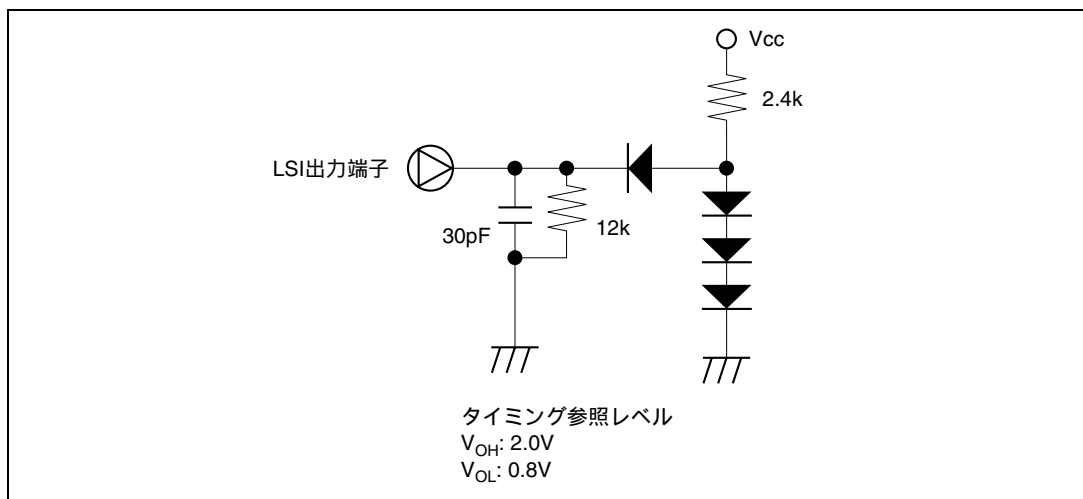 Vcc
2.4k
LSI出力端子
30pF
12k
タイミング参照レベル
VOH: 2.0V
VOL: 0.8V